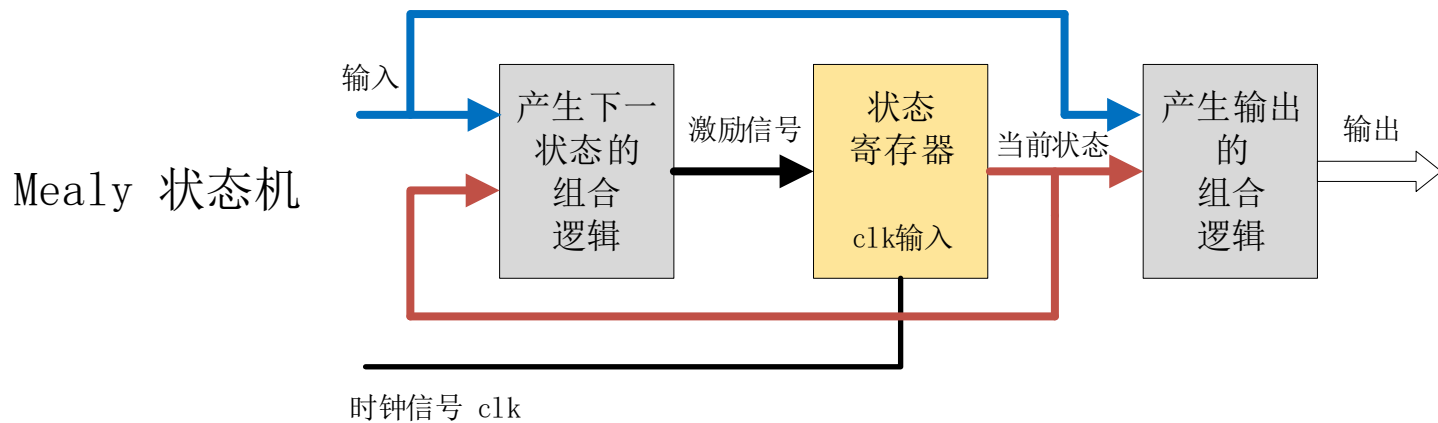 Mealy 状态机
输入
产生下一
状态的
组合
逻辑
激励信号
状态
寄存器
clk输入
当前状态
产生输出
的
组合
逻辑
输出
时钟信号 clk